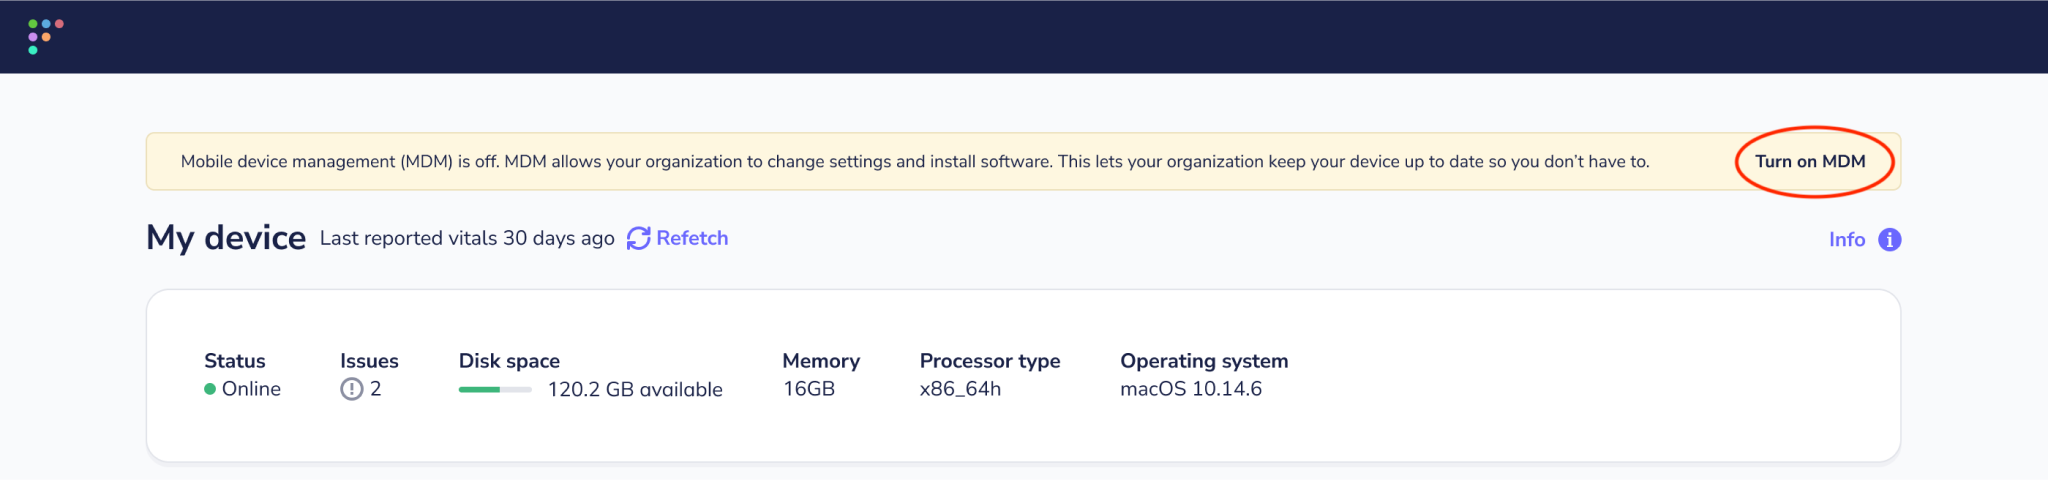 Mobile device management (MDM) is off. MDM allows your organization to change settings and install software. This lets your organization keep your device up to date so you don’t have to. Turn on MDM
My device Last reported vitals 30 days ago Refetch Info
Status Issues Disk space Memory Processor type Operating system
Online 2 120.2 GB available 16GB x86_64h macOS 10.14.6